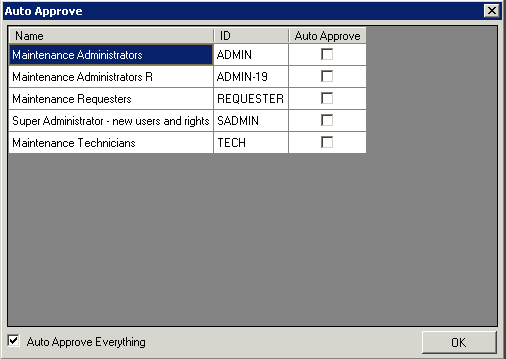 Auto Approve
Name ID Auto Approve
Maintenance Administrators ADMIN
Maintenance Administrators R ADMIN-19
Maintenance Requesters REQUESTER
Super Administrator - new users and rights SADMIN
Maintenance Technicians TECH
Auto Approve Everything OK